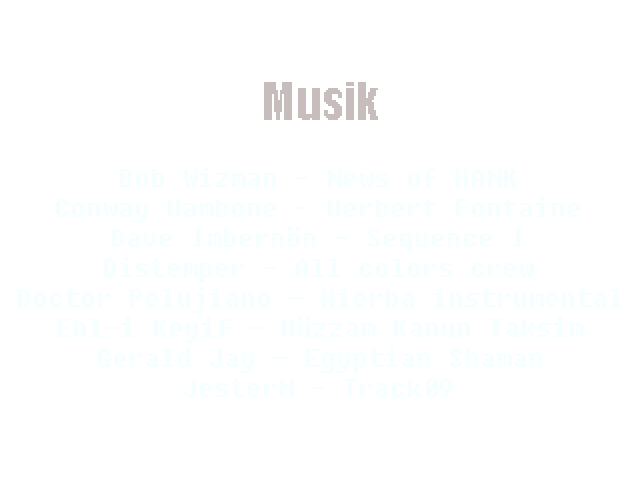 Musik
Bob Wizman - News of HANK
Conway Hambone - Herbert Fontaine
Dave Imbernón - Sequence 1
Distemper - All colors crew
Doctor Pelujiano - Hierba instrumental
Ehl-i Keyif - Hüzzam Kanun Taksim
Gerald Jay - Egyptian Shaman
JesterN - Track09